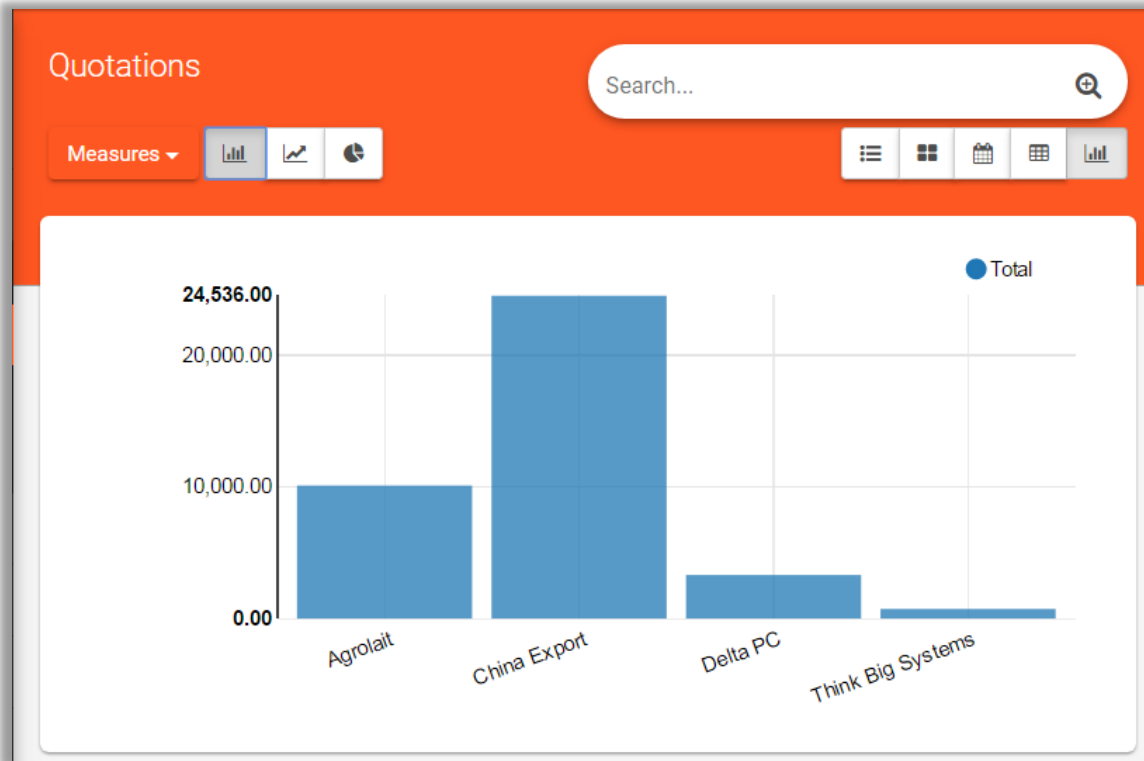 Quotations
Search...
Measures
Total
24,536.00
20,000.00
10,000.00
0.00
Agrolait
China Export
Delta PC
Think Big Systems